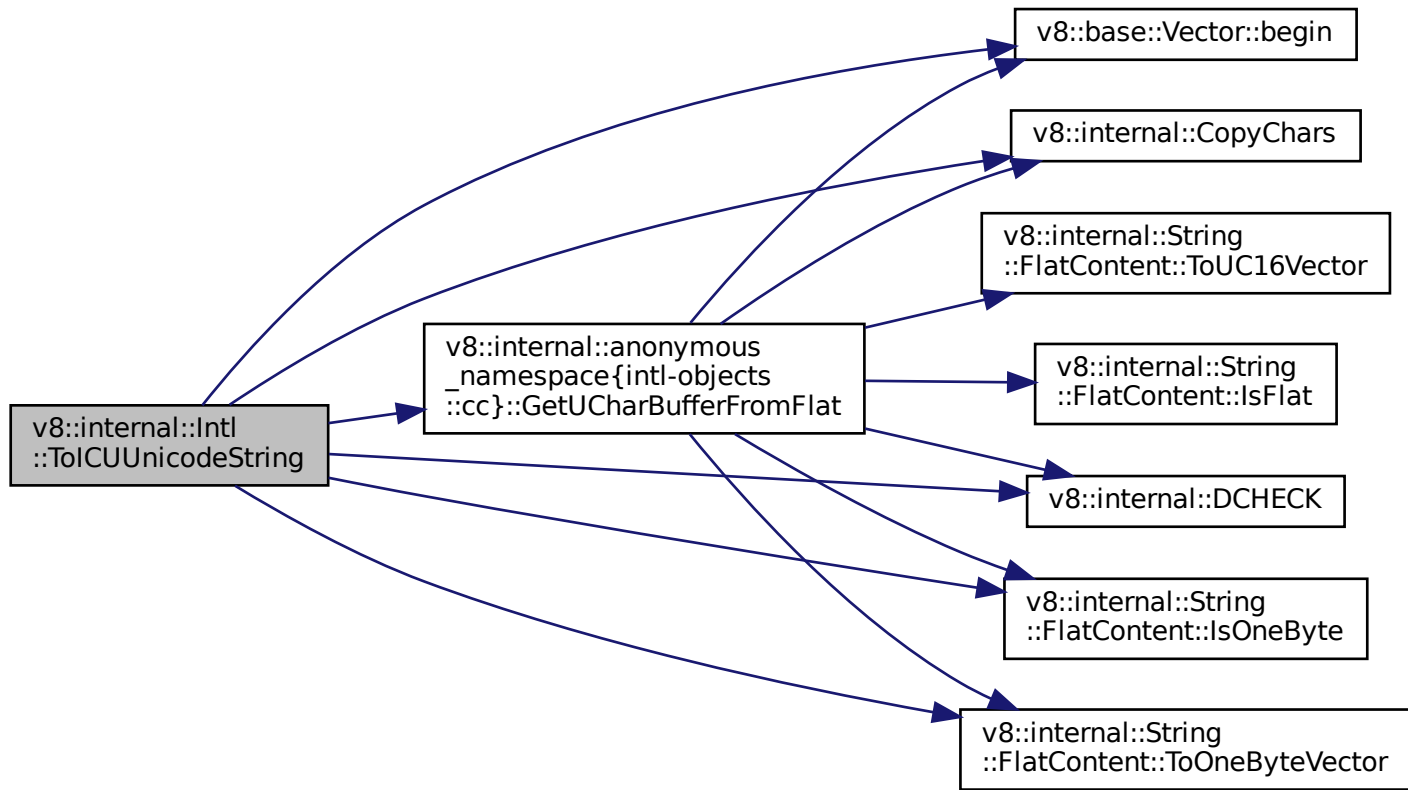 v8::base::Vector::begin
v8::internal::CopyChars
v8::internal::String
::FlatContent::ToUC16Vector
v8::internal::anonymous
_namespace{intl-objects
::cc}::GetUCharBufferFromFlat
v8::internal::String
::FlatContent::IsFlat
v8::internal::Intl
::ToICUUnicodeString
v8::internal::DCHECK
v8::internal::String
::FlatContent::IsOneByte
v8::internal::String
::FlatContent::ToOneByteVector